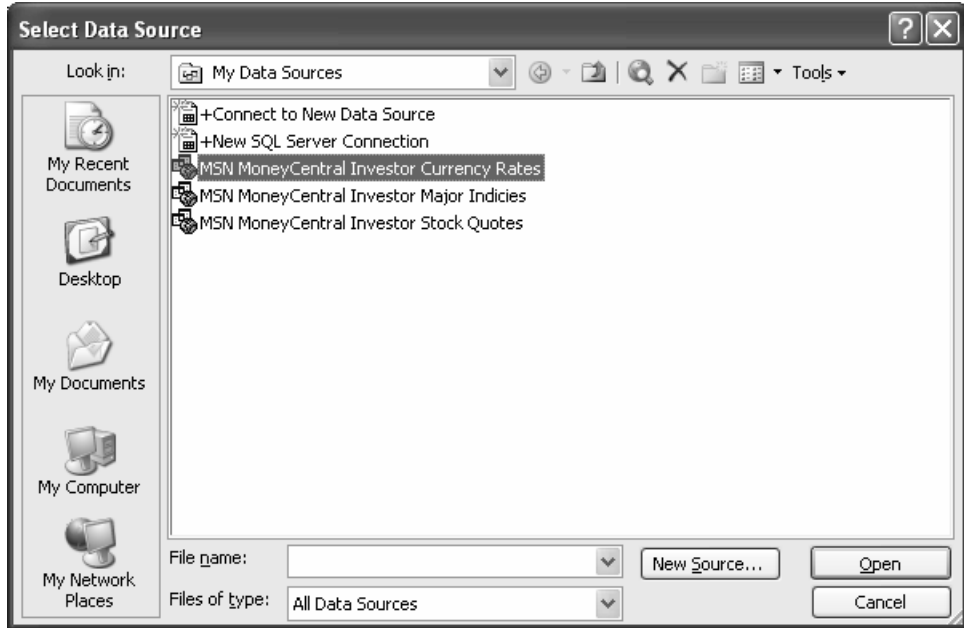 Select Data Source
Look in:
My Data Sources
Tools
+Connect to New Data Source
+New SQL Server Connection
MSN MoneyCentral Investor Currency Rates
MSN MoneyCentral Investor Major Indicies
MSN MoneyCentral Investor Stock Quotes
My Recent
Documents
Desktop
My Documents
My Computer
My Network
Places
File name:
New Source...
Open
Files of type:
All Data Sources
Cancel